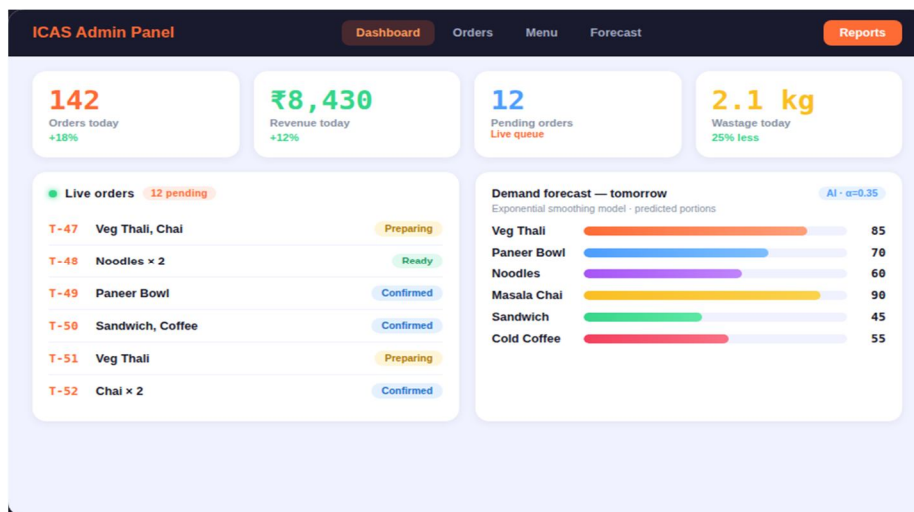 ICAS Admin Panel
Dashboard Orders Menu Forecast
Reports
142
Orders today
+18%
₹8,430
Revenue today
+12%
12
Pending orders
Live queue
2.1 kg
Wastage today
25% less
Live orders 12 pending
T-47 Veg Thali, Chai Preparing
T-48 Noodles × 2 Ready
T-49 Paneer Bowl Confirmed
T-50 Sandwich, Coffee Confirmed
T-51 Veg Thali Preparing
T-52 Chai × 2 Confirmed
Demand forecast — tomorrow AI · α=0.35
Exponential smoothing model · predicted portions
Veg Thali 85
Paneer Bowl 70
Noodles 60
Masala Chai 90
Sandwich 45
Cold Coffee 55